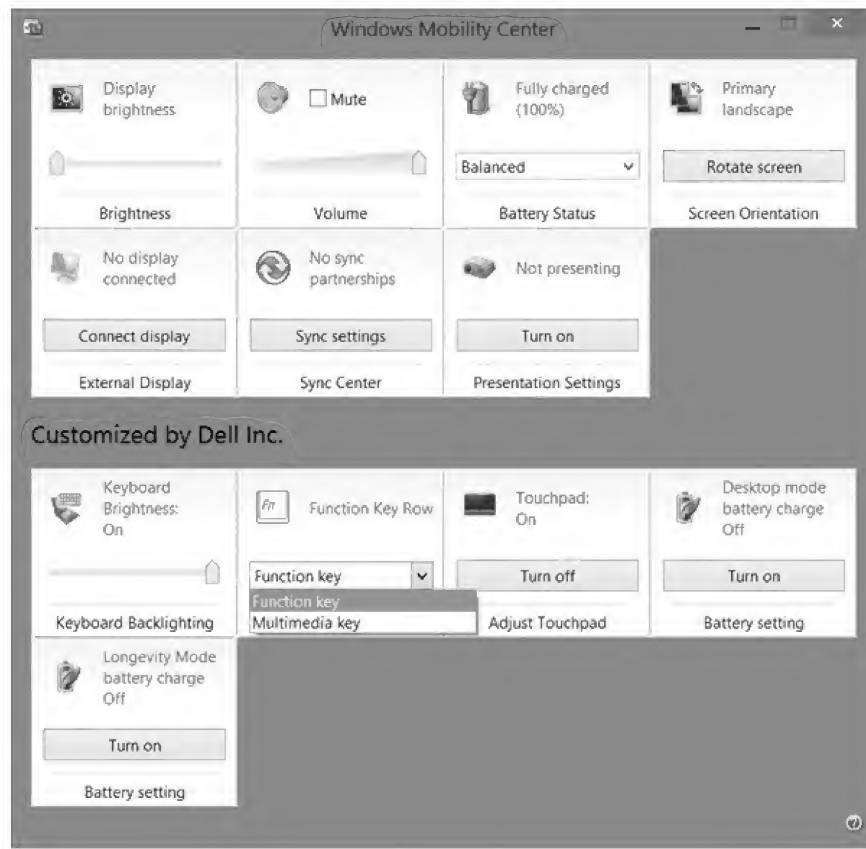 Windows Mobility Center
Display
brightness
Brightness
Mute
Volume
Fully charged
(100%)
Balanced
Battery Status
Primary
landscape
Rotate screen
Screen Orientation
No display
connected
Connect display
External Display
No sync
partnerships
Sync settings
Sync Center
Not presenting
Turn on
Presentation Settings
Customized by Dell Inc.
Keyboard
Brightness:
On
Keyboard Backlighting
Fn
Function Key Row
Function key
Function key
Multimedia key
Touchpad:
On
Turn off
Adjust Touchpad
Desktop mode
battery charge
Off
Turn on
Battery setting
Longevity Mode
battery charge
Off
Turn on
Battery setting